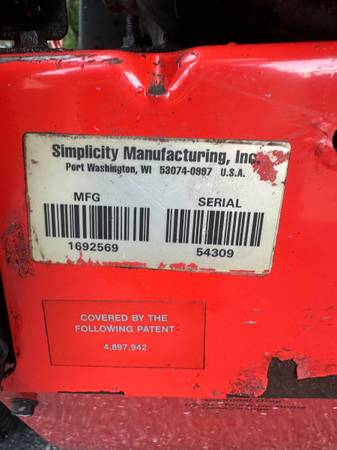 Simplicity Manufacturing, Inc.
Port Washington, WI 53074-0997 U.S.A.
MFG SERIAL
1692569 54309
COVERED BY THE
FOLLOWING PATENT
4,897,942